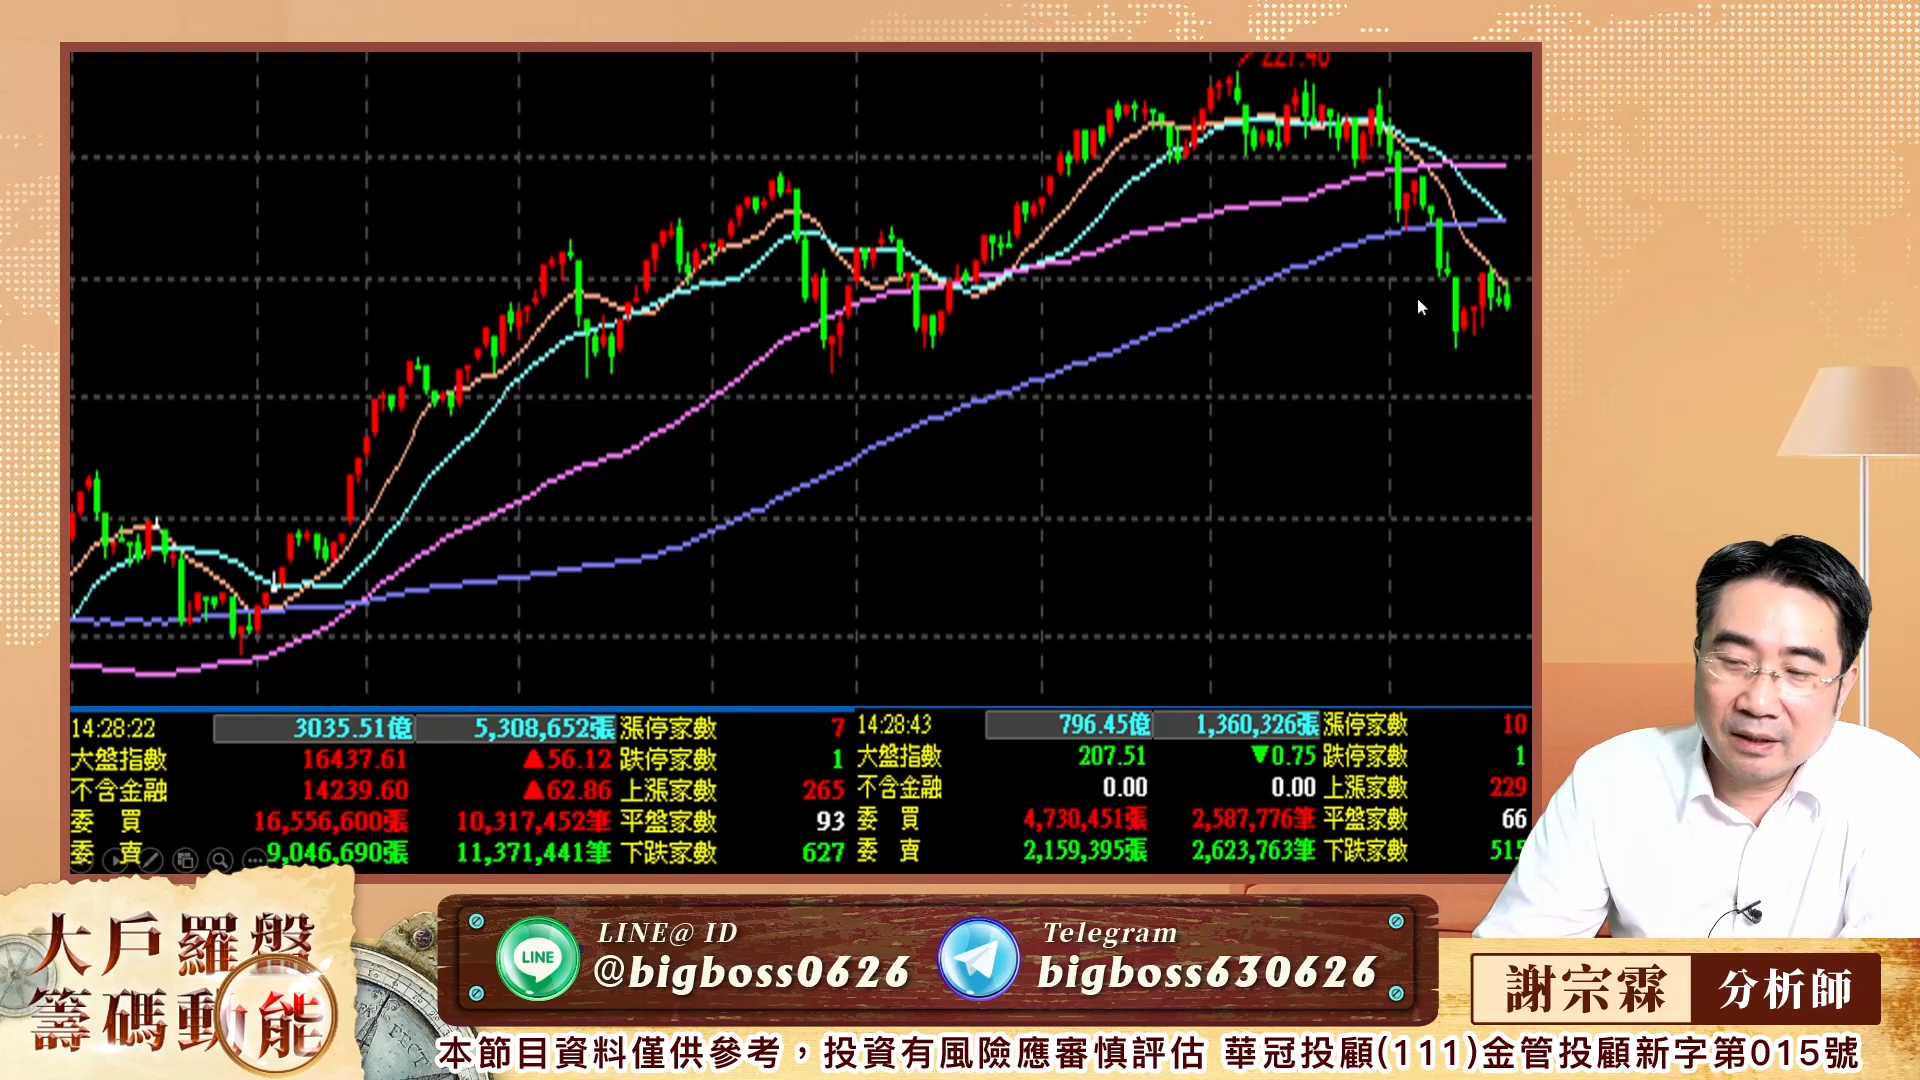 227.40
14:28:22 3035.51億 5,308,652張 漲停家數 7
大盤指數 16437.61 ▲56.12 跌停家數 1
不含金融 14239.60 ▲62.86 上漲家數 265
委買 16,556,600張 10,317,452筆 平盤家數 93
委賣 9,046,690張 11,371,441筆 下跌家數 627
14:28:43 796.45億 1,360,326張 漲停家數 10
大盤指數 207.51 ▼0.75 跌停家數 1
不含金融 0.00 0.00 上漲家數 229
委買 4,730,451張 2,587,776筆 平盤家數 66
委賣 2,159,395張 2,623,763筆 下跌家數 515
大戶羅盤
籌碼動能
LINE
LINE@ ID
@bigboss0626
Telegram
bigboss630626
謝宗霖 分析師
本節目資料僅供參考，投資有風險應審慎評估 華冠投顧(111)金管投顧新字第015號